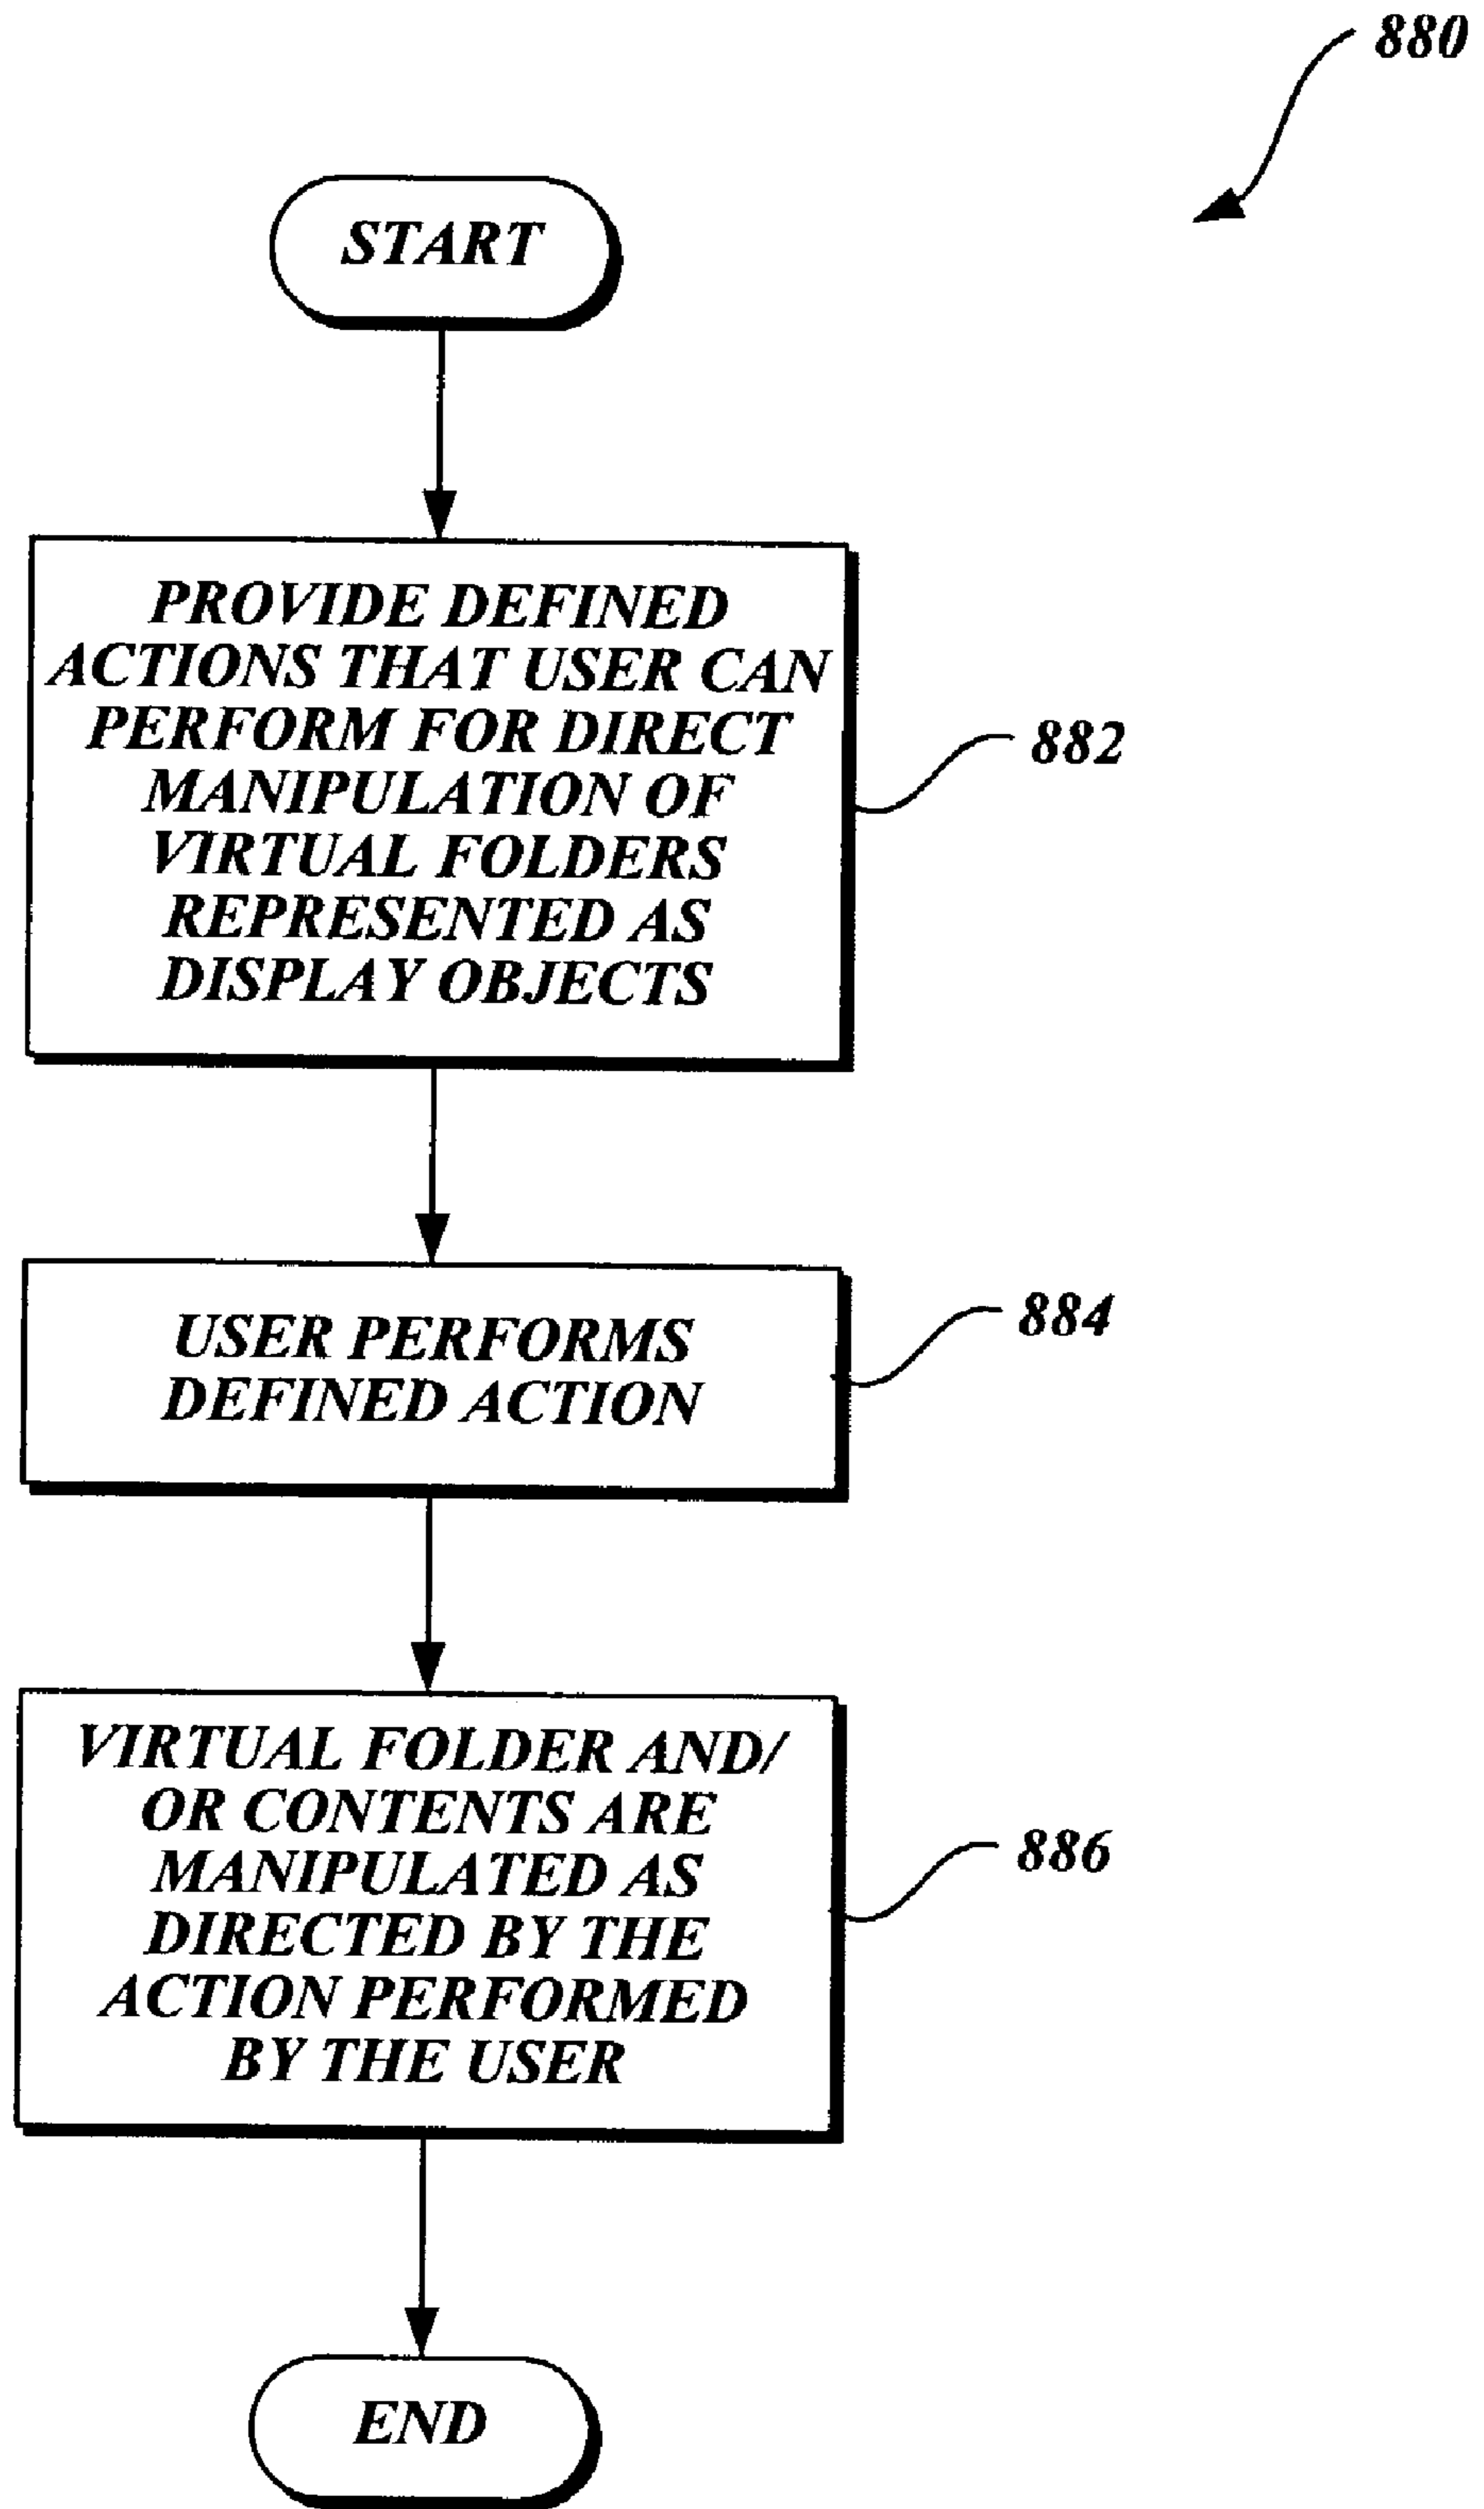 880
START
PROVIDE DEFINED
ACTIONS THAT USER CAN
PERFORM FOR DIRECT
MANIPULATION OF
VIRTUAL FOLDERS
REPRESENTED AS
DISPLAY OBJECTS
882
USER PERFORMS
DEFINED ACTION
884
VIRTUAL FOLDER AND/
OR CONTENTS ARE
MANIPULATED AS
DIRECTED BY THE
ACTION PERFORMED
BY THE USER
886
END